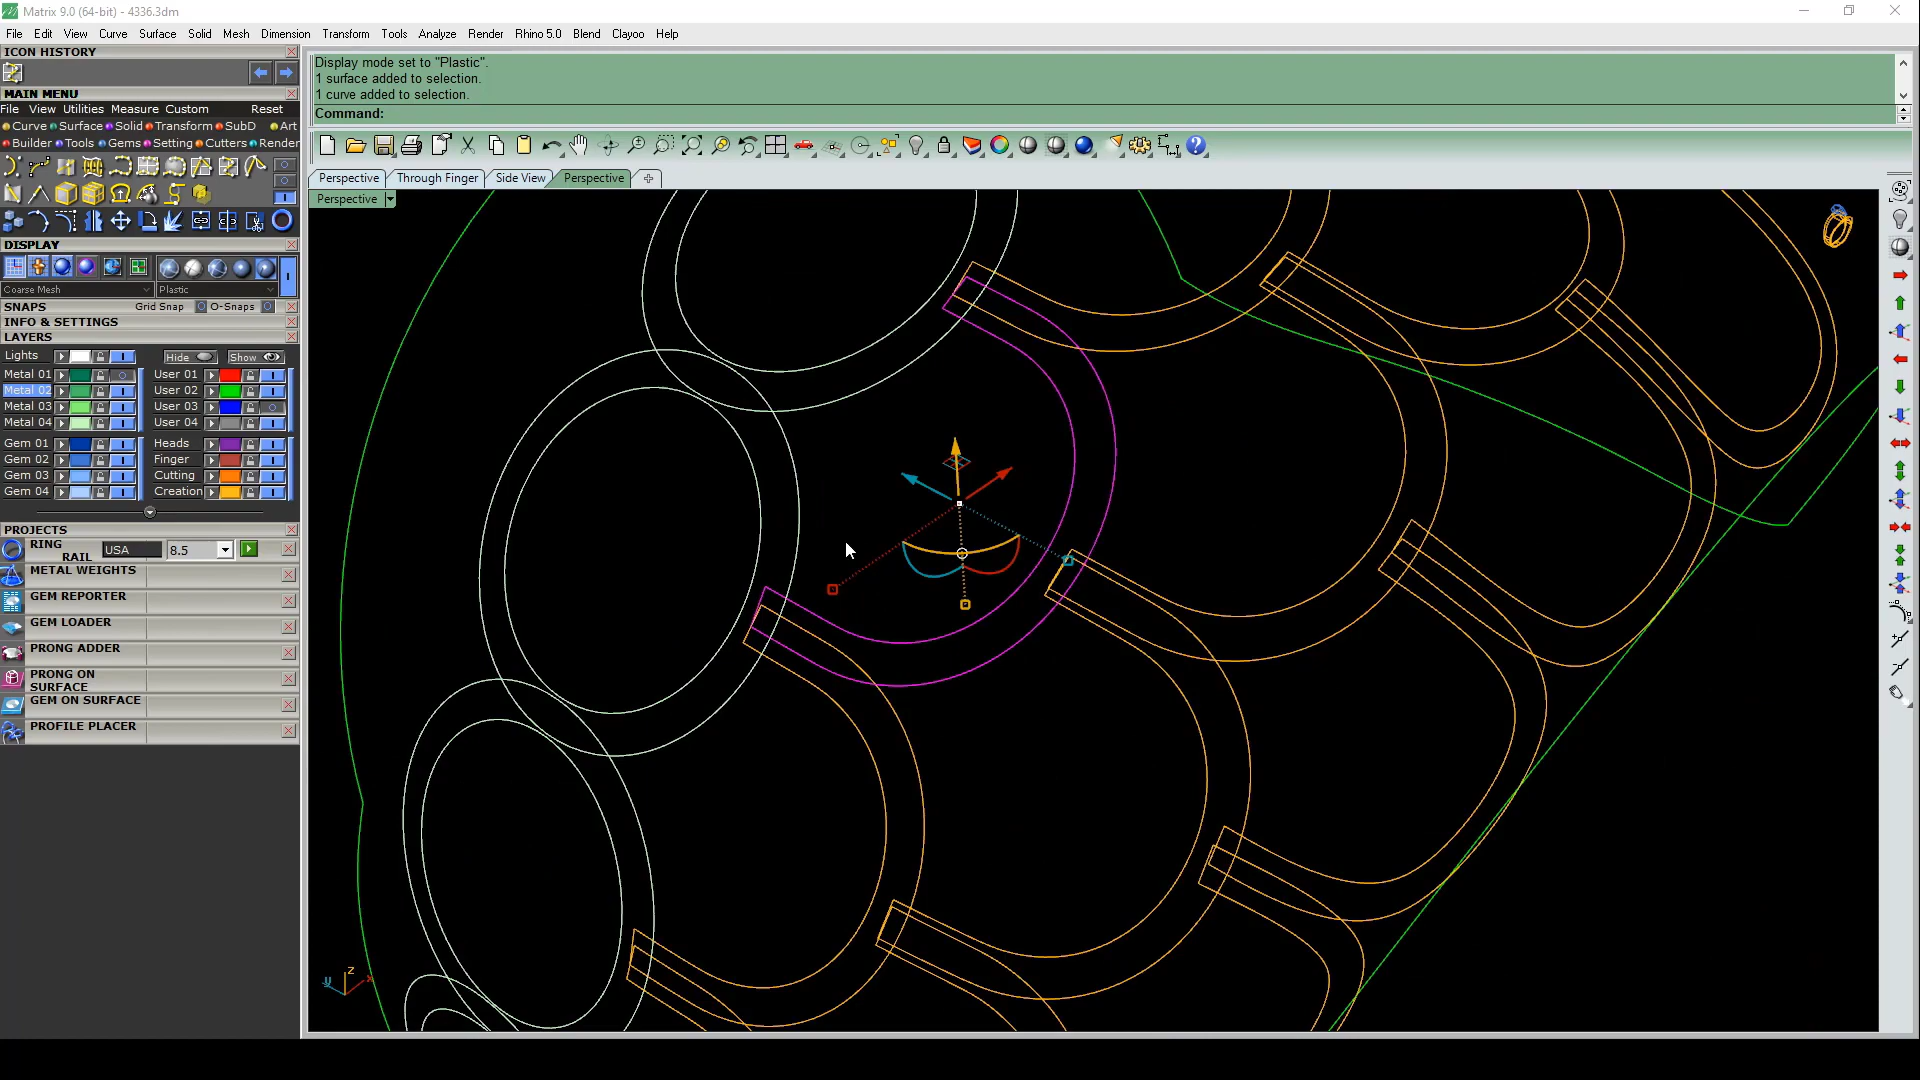 Matrix 9.0 (64-bit) - 4336.3dm
File Edit View Curve Surface Solid Mesh Dimension Transform Tools Analyze Render Rhino 5.0 Blend Clayoo Help
ICON HISTORY
MAIN MENU
File View Utilities Measure Custom Reset
Curve Surface Solid Transform SubD Art
Builder Tools Gems Setting Cutters Render
DISPLAY
Coarse Mesh Plastic
SNAPS Grid Snap O-Snaps
INFO & SETTINGS
LAYERS
Lights Hide Show
Metal 01 User 01
Metal 02 User 02
Metal 03 User 03
Metal 04 User 04
Gem 01 Heads
Gem 02 Finger
Gem 03 Cutting
Gem 04 Creation
PROJECTS
RING RAIL USA 8.5
METAL WEIGHTS
GEM REPORTER
GEM LOADER
PRONG ADDER
PRONG ON
SURFACE
GEM ON SURFACE
PROFILE PLACER
Display mode set to "Plastic".
1 surface added to selection.
1 curve added to selection.
Command:
Perspective Through Finger Side View Perspective
Perspective
z
y x